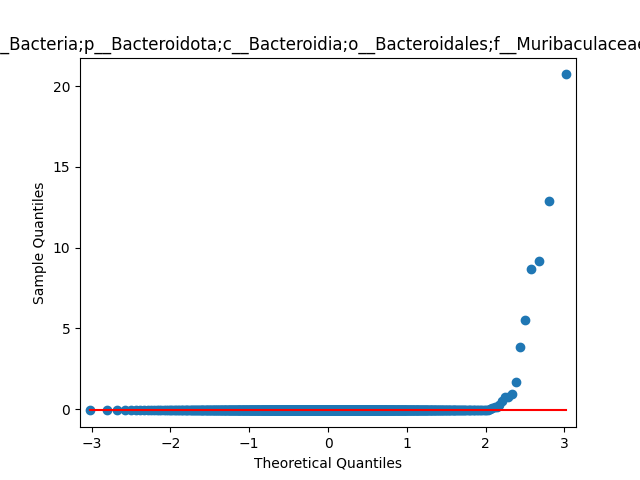 _Bacteria;p__Bacteroidota;c__Bacteroidia;o__Bacteroidales;f__Muribaculaceae
20
15
10
5
0
−3 −2 −1 0 1 2 3
Sample Quantiles
Theoretical Quantiles